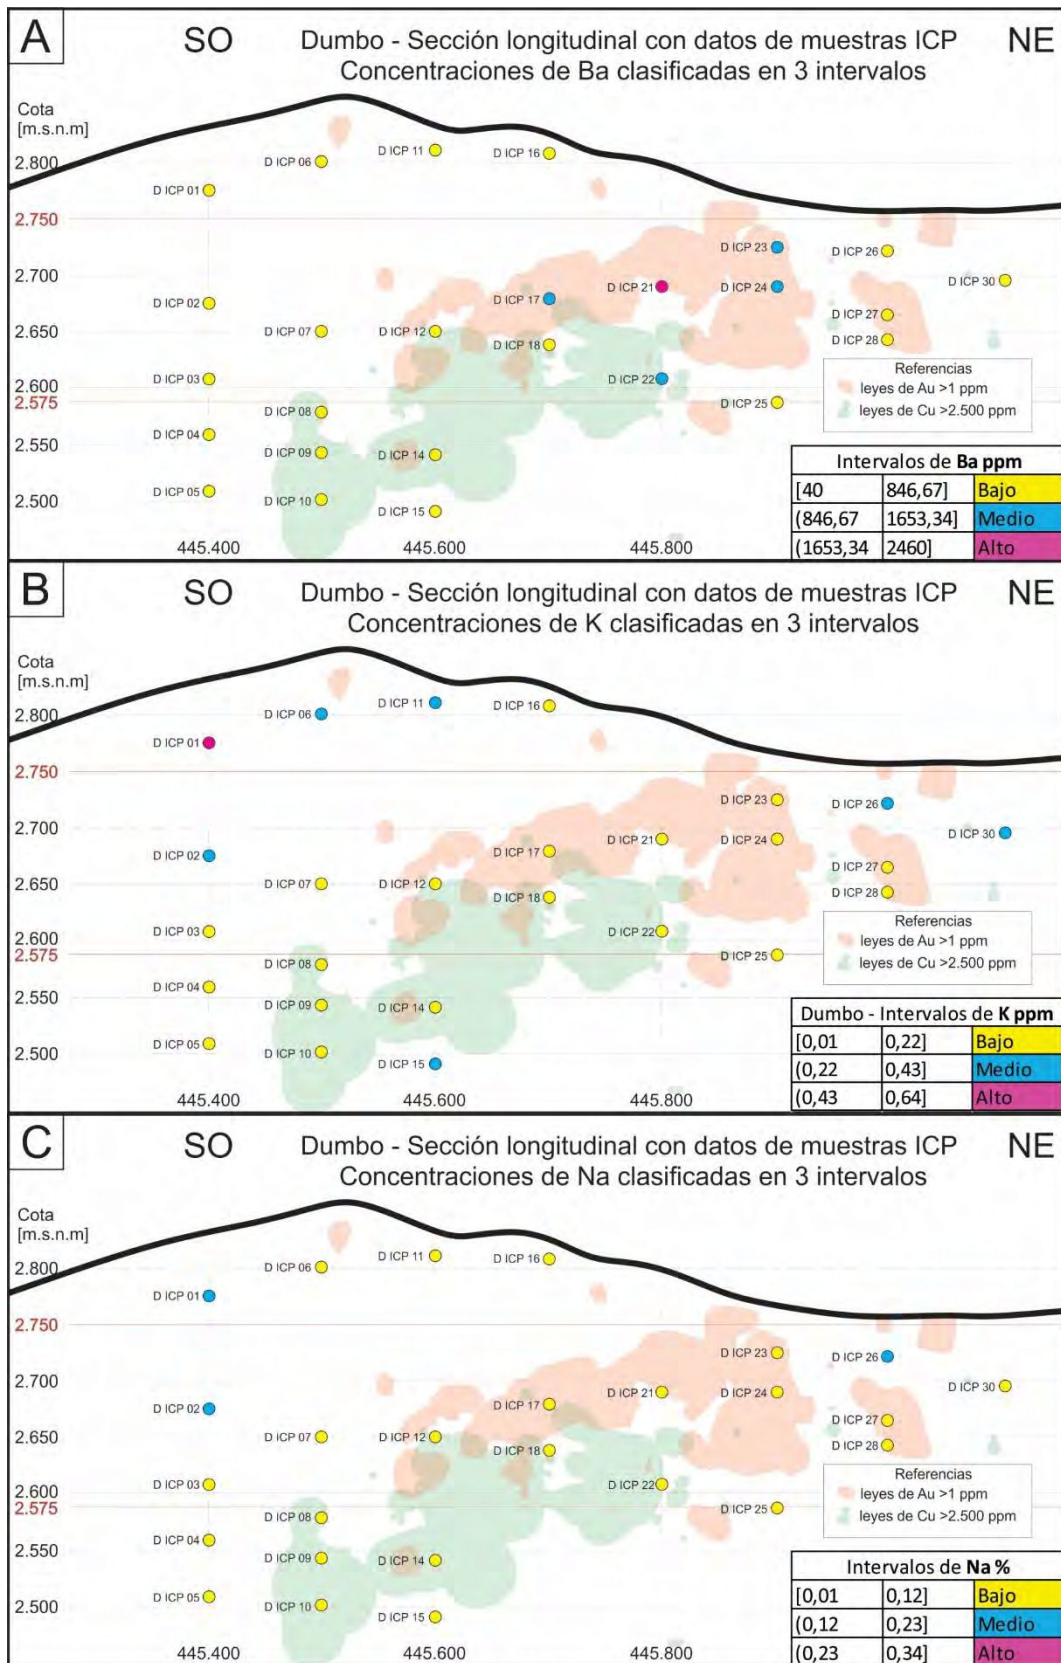 A
SO
Dumbo - Sección longitudinal con datos de muestras ICP
NE
Concentraciones de Ba clasificadas en 3 intervalos
Cota
[m.s.n.m]
2.800
2.750
2.700
2.650
2.600
2.575
2.550
2.500
D ICP 01
D ICP 02
D ICP 03
D ICP 04
D ICP 05
D ICP 06
D ICP 07
D ICP 08
D ICP 09
D ICP 10
D ICP 11
D ICP 12
D ICP 14
D ICP 15
D ICP 16
D ICP 17
D ICP 18
D ICP 21
D ICP 22
D ICP 23
D ICP 24
D ICP 25
D ICP 26
D ICP 27
D ICP 28
D ICP 30
Referencias
leyes de Au >1 ppm
leyes de Cu >2.500 ppm
Intervalos de Ba ppm
[40 846,67] Bajo
(846,67 1653,34] Medio
(1653,34 2460] Alto
445.400 445.600 445.800
B
SO
Dumbo - Sección longitudinal con datos de muestras ICP
NE
Concentraciones de K clasificadas en 3 intervalos
Cota
[m.s.n.m]
2.800
2.750
2.700
2.650
2.600
2.575
2.550
2.500
D ICP 01
D ICP 02
D ICP 03
D ICP 04
D ICP 05
D ICP 06
D ICP 07
D ICP 08
D ICP 09
D ICP 10
D ICP 11
D ICP 12
D ICP 14
D ICP 15
D ICP 16
D ICP 17
D ICP 18
D ICP 21
D ICP 22
D ICP 23
D ICP 24
D ICP 25
D ICP 26
D ICP 27
D ICP 28
D ICP 30
Referencias
leyes de Au >1 ppm
leyes de Cu >2.500 ppm
Dumbo - Intervalos de K ppm
[0,01 0,22] Bajo
(0,22 0,43] Medio
(0,43 0,64] Alto
445.400 445.600 445.800
C
SO
Dumbo - Sección longitudinal con datos de muestras ICP
NE
Concentraciones de Na clasificadas en 3 intervalos
Cota
[m.s.n.m]
2.800
2.750
2.700
2.650
2.600
2.575
2.550
2.500
D ICP 01
D ICP 02
D ICP 03
D ICP 04
D ICP 05
D ICP 06
D ICP 07
D ICP 08
D ICP 09
D ICP 10
D ICP 11
D ICP 12
D ICP 14
D ICP 15
D ICP 16
D ICP 17
D ICP 18
D ICP 21
D ICP 22
D ICP 23
D ICP 24
D ICP 25
D ICP 26
D ICP 27
D ICP 28
D ICP 30
Referencias
leyes de Au >1 ppm
leyes de Cu >2.500 ppm
Intervalos de Na %
[0,01 0,12] Bajo
(0,12 0,23] Medio
(0,23 0,34] Alto
445.400 445.600 445.800